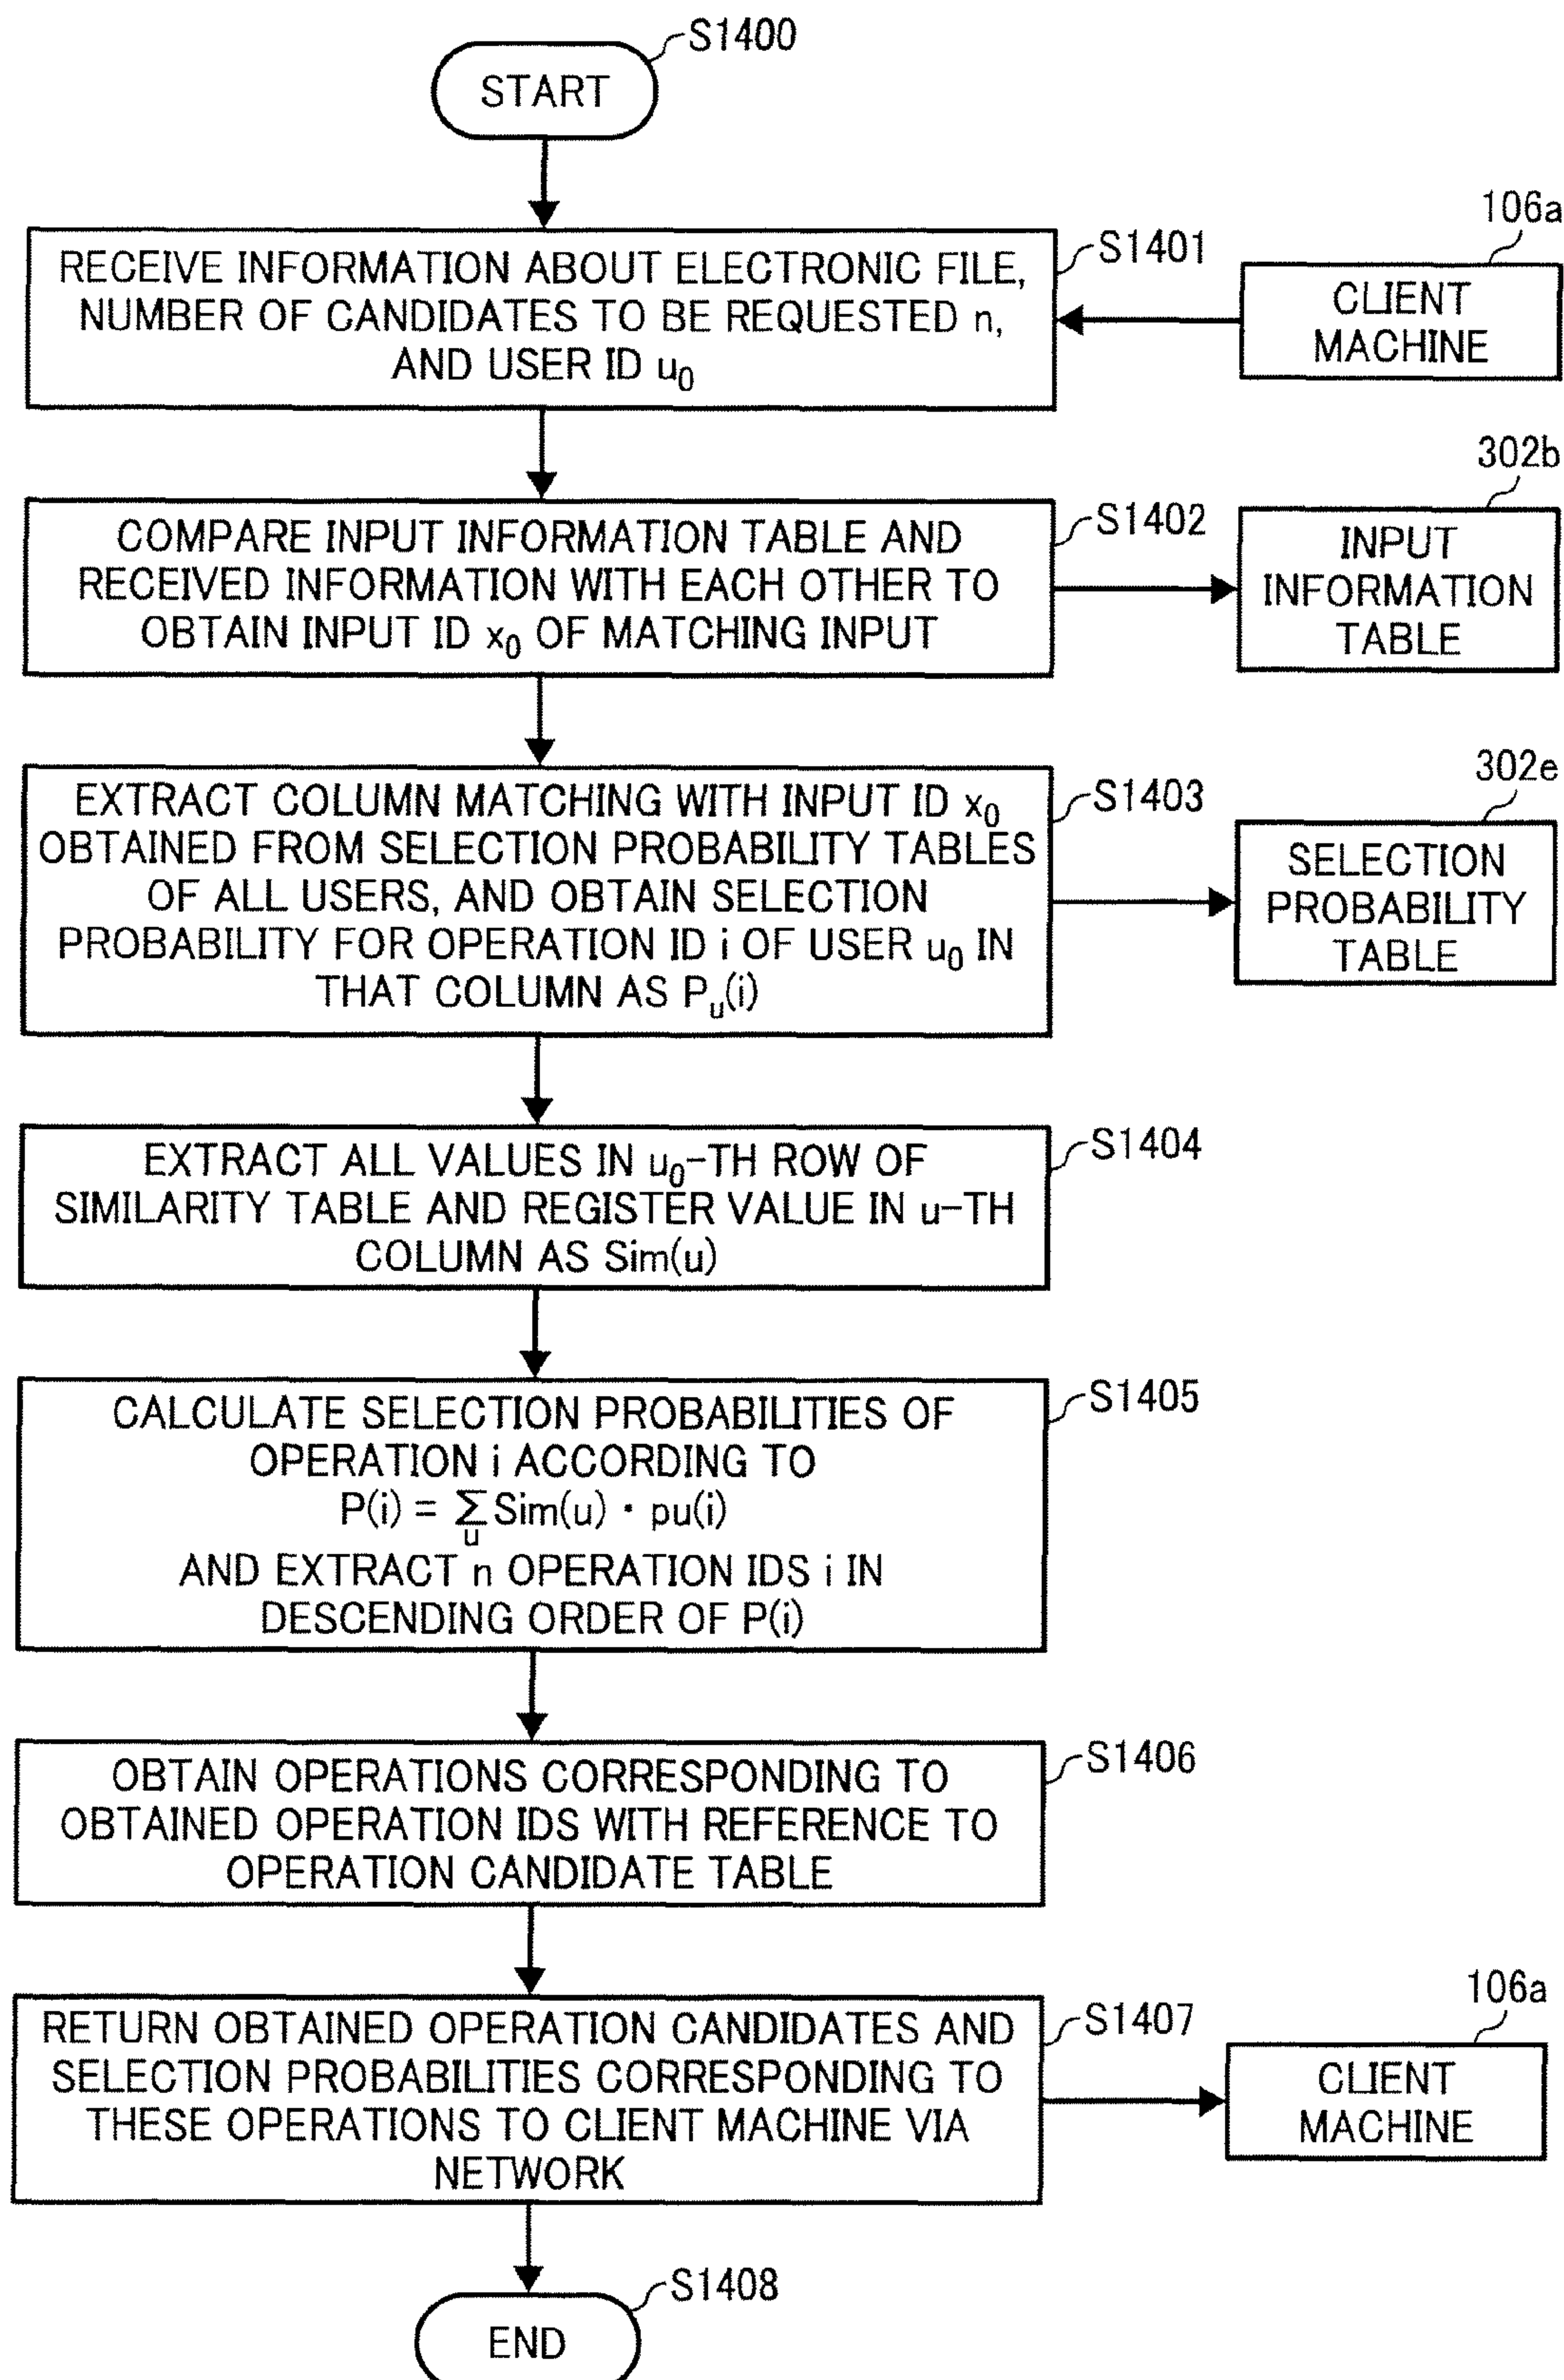 S1400
START
S1401
RECEIVE INFORMATION ABOUT ELECTRONIC FILE,
NUMBER OF CANDIDATES TO BE REQUESTED n,
AND USER ID u₀
106a
CLIENT
MACHINE
S1402
COMPARE INPUT INFORMATION TABLE AND
RECEIVED INFORMATION WITH EACH OTHER TO
OBTAIN INPUT ID x₀ OF MATCHING INPUT
302b
INPUT
INFORMATION
TABLE
S1403
EXTRACT COLUMN MATCHING WITH INPUT ID x₀
OBTAINED FROM SELECTION PROBABILITY TABLES
OF ALL USERS, AND OBTAIN SELECTION
PROBABILITY FOR OPERATION ID i OF USER u₀ IN
THAT COLUMN AS Pᵤ(i)
302e
SELECTION
PROBABILITY
TABLE
S1404
EXTRACT ALL VALUES IN u₀-TH ROW OF
SIMILARITY TABLE AND REGISTER VALUE IN u-TH
COLUMN AS Sim(u)
S1405
CALCULATE SELECTION PROBABILITIES OF
OPERATION i ACCORDING TO
P(i) = Σᵤ Sim(u) · pu(i)
AND EXTRACT n OPERATION IDS i IN
DESCENDING ORDER OF P(i)
S1406
OBTAIN OPERATIONS CORRESPONDING TO
OBTAINED OPERATION IDS WITH REFERENCE TO
OPERATION CANDIDATE TABLE
S1407
RETURN OBTAINED OPERATION CANDIDATES AND
SELECTION PROBABILITIES CORRESPONDING TO
THESE OPERATIONS TO CLIENT MACHINE VIA
NETWORK
106a
CLIENT
MACHINE
S1408
END